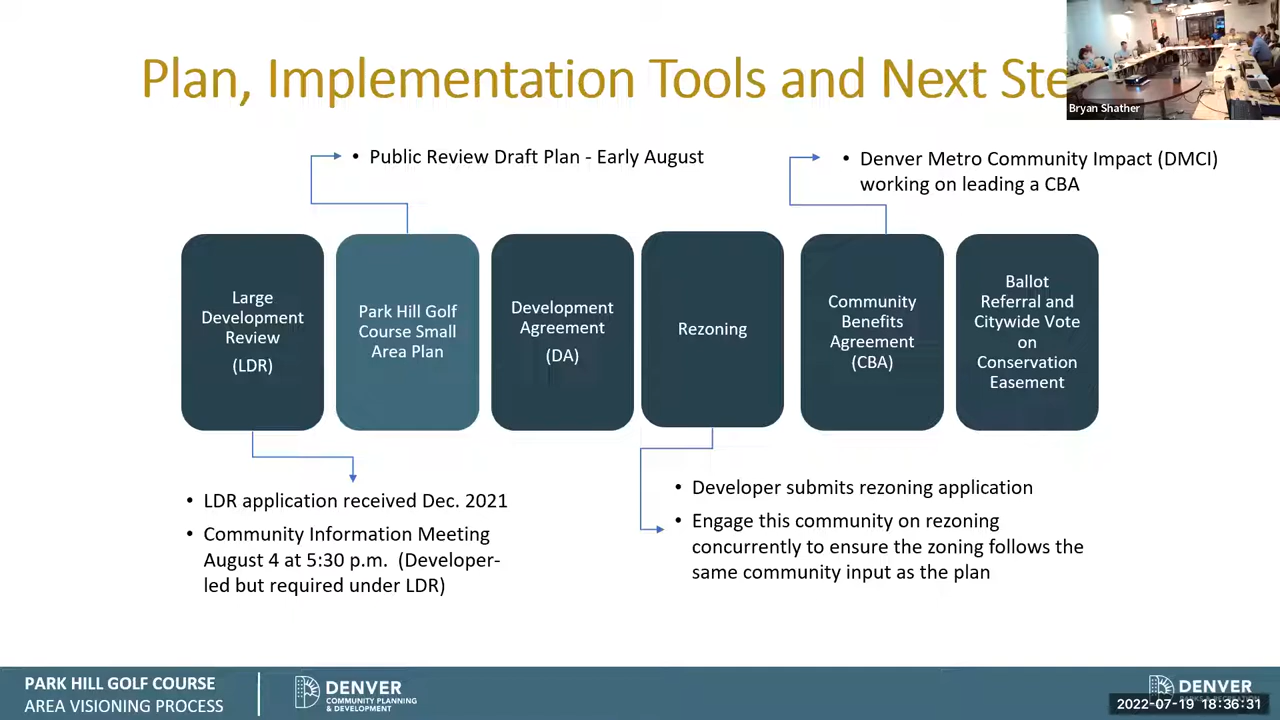 Plan, Implementation Tools and Next Ste
Bryan Shather
• Public Review Draft Plan - Early August
• Denver Metro Community Impact (DMCI)
working on leading a CBA
Large
Development
Review
(LDR)
Park Hill Golf
Course Small
Area Plan
Development
Agreement
(DA)
Rezoning
Community
Benefits
Agreement
(CBA)
Ballot
Referral and
Citywide Vote
on
Conservation
Easement
• LDR application received Dec. 2021
• Community Information Meeting
August 4 at 5:30 p.m. (Developer-
led but required under LDR)
• Developer submits rezoning application
• Engage this community on rezoning
concurrently to ensure the zoning follows the
same community input as the plan
PARK HILL GOLF COURSE
AREA VISIONING PROCESS
DENVER
COMMUNITY PLANNING
& DEVELOPMENT
DENVER
2022-07-19 18:36:31